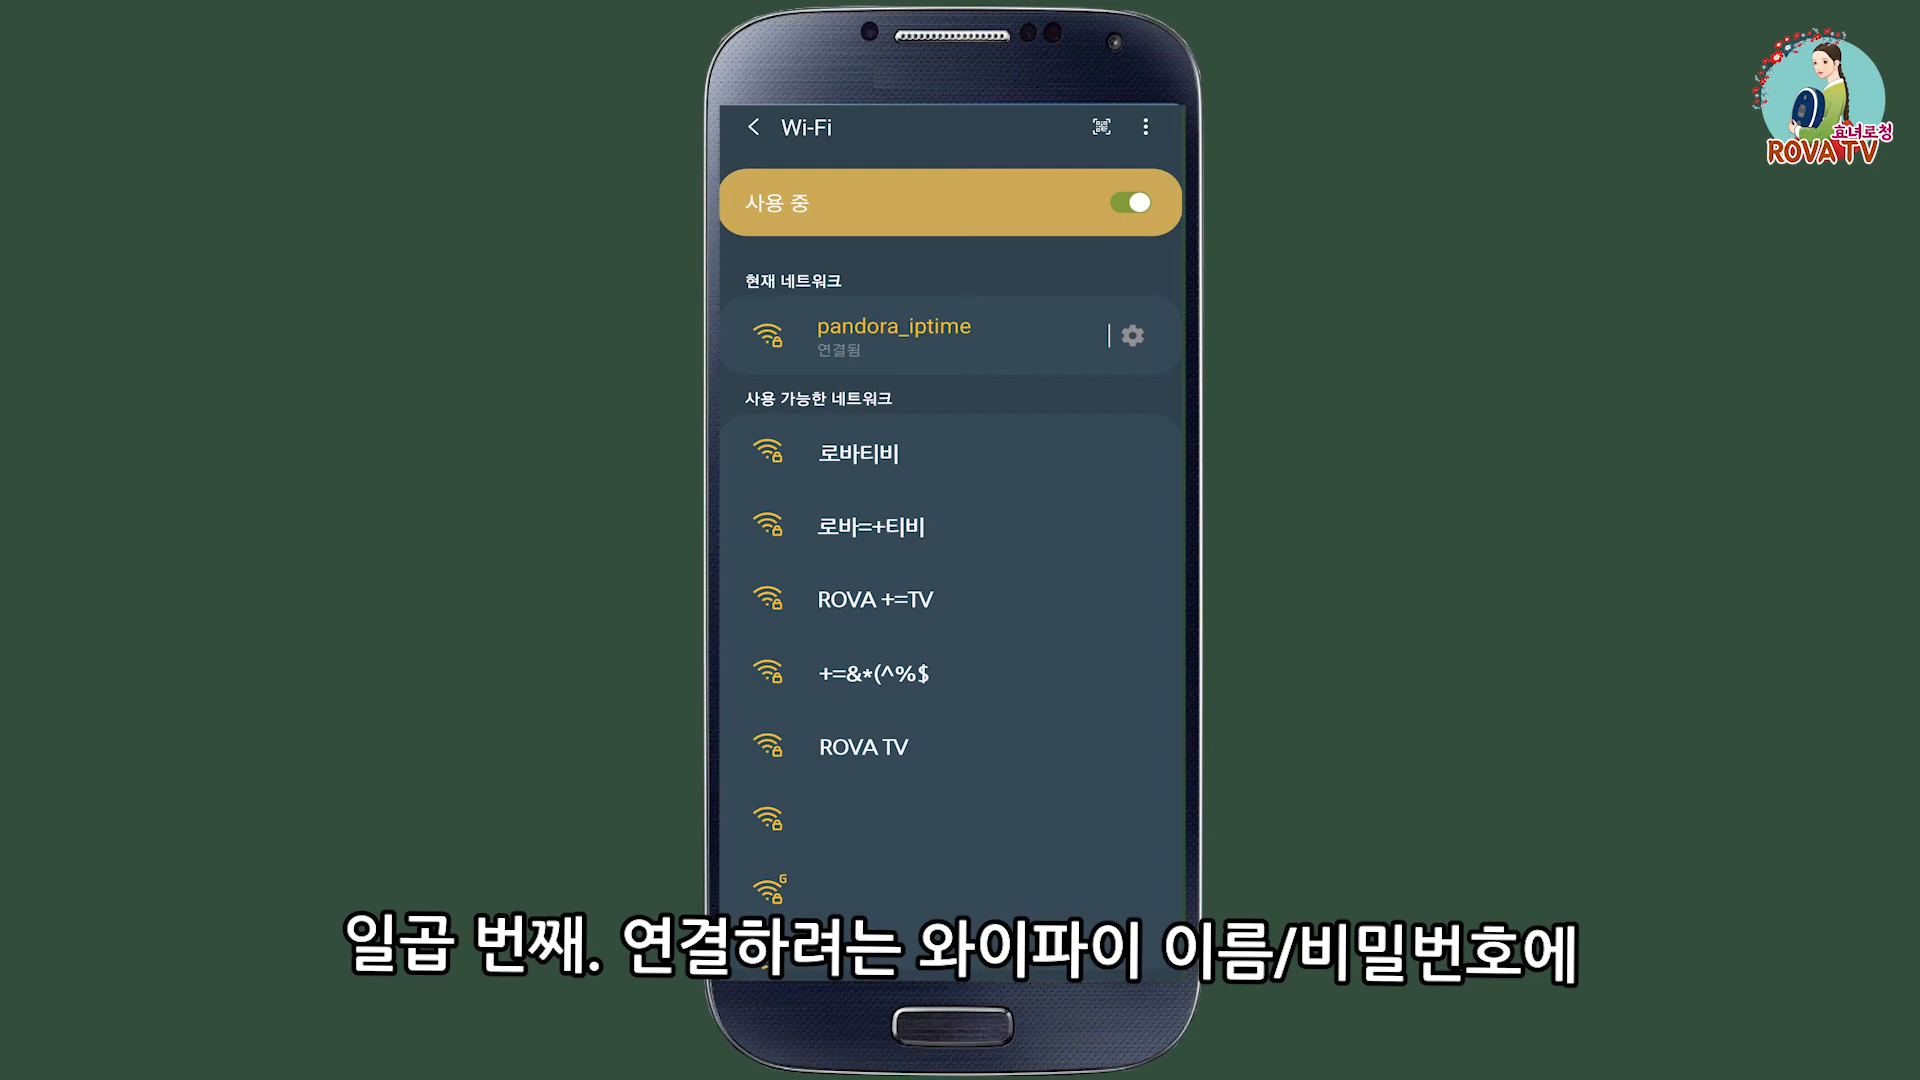 Wi-Fi
사용 중
현재 네트워크
pandora_iptime
연결됨
사용 가능한 네트워크
로바티비
로바=+티비
ROVA +=TV
+=&*(^%$
ROVA TV
G
일곱 번째. 연결하려는 와이파이 이름/비밀번호에
효녀로청
ROVA TV